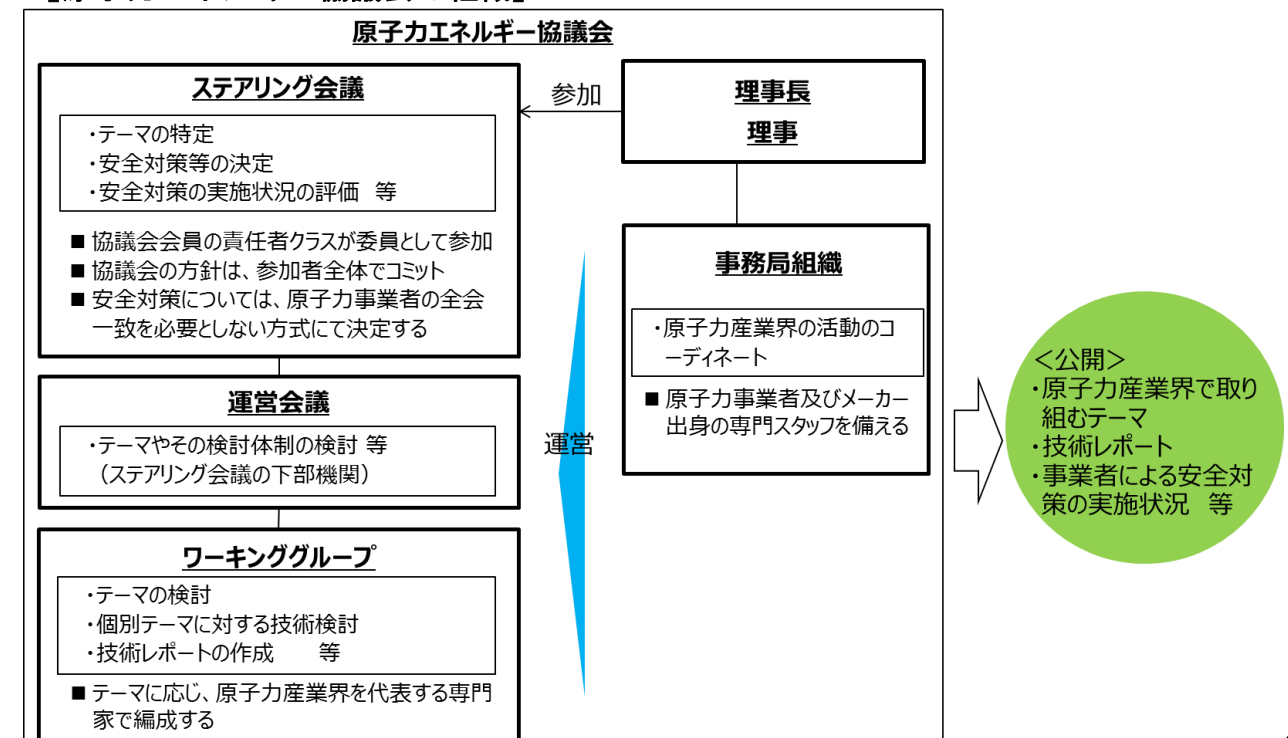 原子力エネルギー協議会
ステアリング会議
・テーマの特定
・安全対策等の決定
・安全対策の実施状況の評価 等
■ 協議会会員の責任者クラスが委員として参加
■ 協議会の方針は、参加者全体でコミット
■ 安全対策については、原子力事業者の全会
一致を必要としない方式にて決定する
参加
理事長
理事
運営会議
・テーマやその検討体制の検討 等
（ステアリング会議の下部機関）
ワーキンググループ
・テーマの検討
・個別テーマに対する技術検討
・技術レポートの作成 等
■ テーマに応じ、原子力産業界を代表する専門
家で編成する
運営
事務局組織
・原子力産業界の活動のコ
ーディネート
■ 原子力事業者及びメーカー
出身の専門スタッフを備える
＜公開＞
・原子力産業界で取り
組むテーマ
・技術レポート
・事業者による安全対
策の実施状況 等